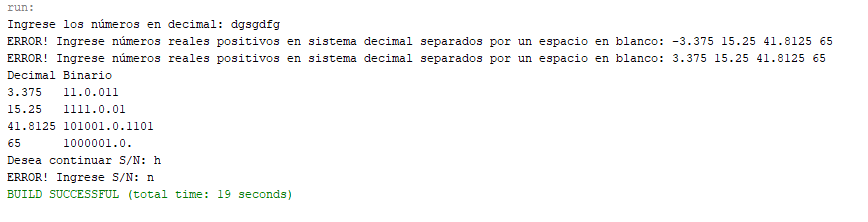 run:
Ingrese los números en decimal: dgsgdfg
ERROR! Ingrese números reales positivos en sistema decimal separados por un espacio en blanco: -3.375 15.25 41.8125 65
ERROR! Ingrese números reales positivos en sistema decimal separados por un espacio en blanco: 3.375 15.25 41.8125 65
Decimal Binario
3.375   11.0.011
15.25   1111.0.01
41.8125 101001.0.1101
65      1000001.0.
Desea continuar S/N: h
ERROR! Ingrese S/N: n
BUILD SUCCESSFUL (total time: 19 seconds)